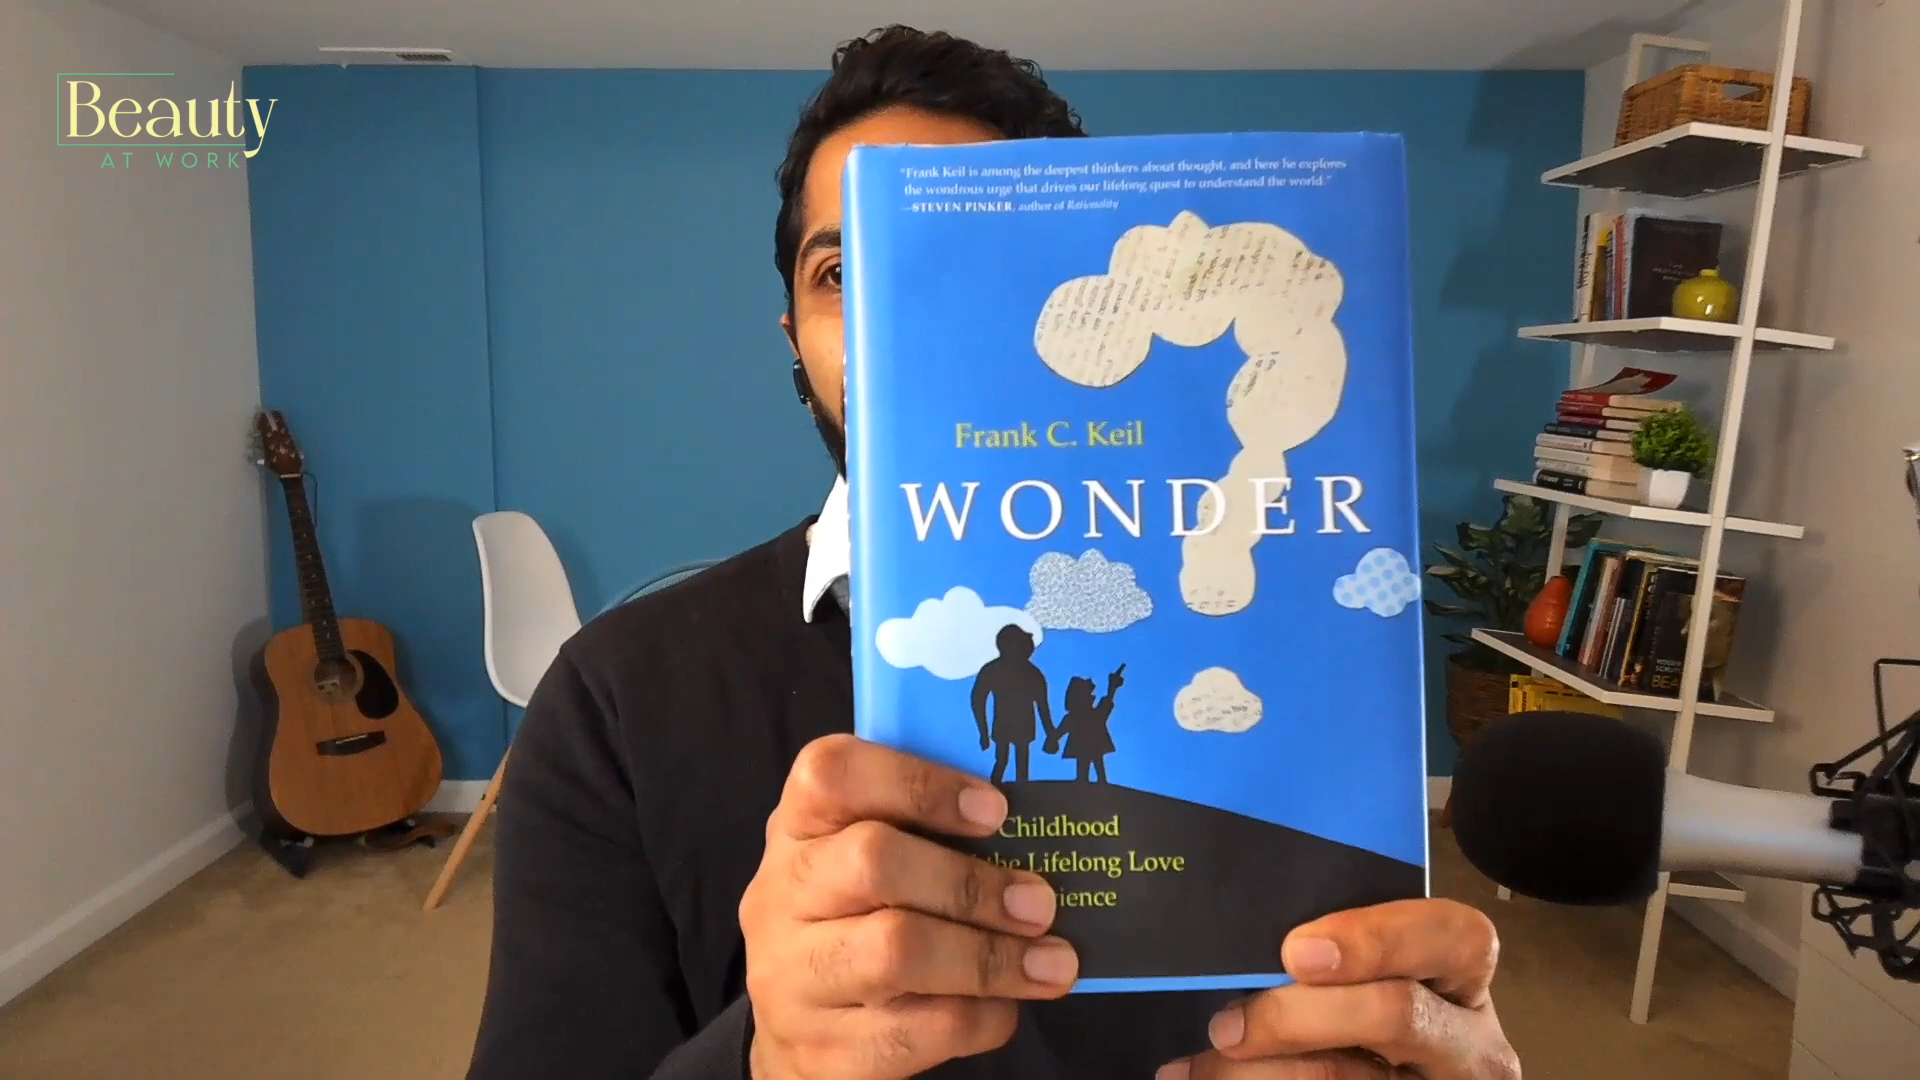 Beauty
AT WORK
"Frank Keil is among the deepest thinkers about thought, and here he explores
the wondrous urge that drives our lifelong quest to understand the world."
—STEVEN PINKER, author of Rationality
Frank C. Keil
WONDER
Childhood
the Lifelong Love
ience